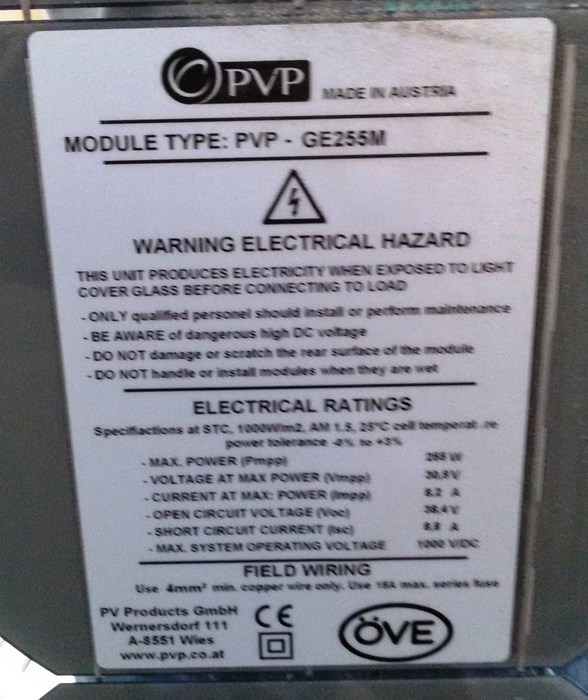 PVP MADE IN AUSTRIA
MODULE TYPE: PVP - GE255M
WARNING ELECTRICAL HAZARD
THIS UNIT PRODUCES ELECTRICITY WHEN EXPOSED TO LIGHT
COVER GLASS BEFORE CONNECTING TO LOAD
- ONLY qualified personel should install or perform maintenance
- BE AWARE of dangerous high DC voltage
- DO NOT damage or scratch the rear surface of the module
- DO NOT handle or install modules when they are wet
ELECTRICAL RATINGS
Specifiactions at STC, 1000W/m2, AM 1.5, 25°C cell temperature
power tolerance to +3%
- MAX. POWER (Pmpp) 255 W
- VOLTAGE AT MAX POWER (Vmpp) 30,9 V
- CURRENT AT MAX: POWER (Impp) 8,2 A
- OPEN CIRCUIT VOLTAGE (Voc) 38,4 V
- SHORT CIRCUIT CURRENT (Isc) 8,8 A
- MAX. SYSTEM OPERATING VOLTAGE 1000 V/DC
FIELD WIRING
Use 4mm² min. copper wire only. Use 15A max. series fuse
PV Products GmbH
Wernersdorf 111
A-8551 Wies
www.pvp.co.at
CE
ÖVE